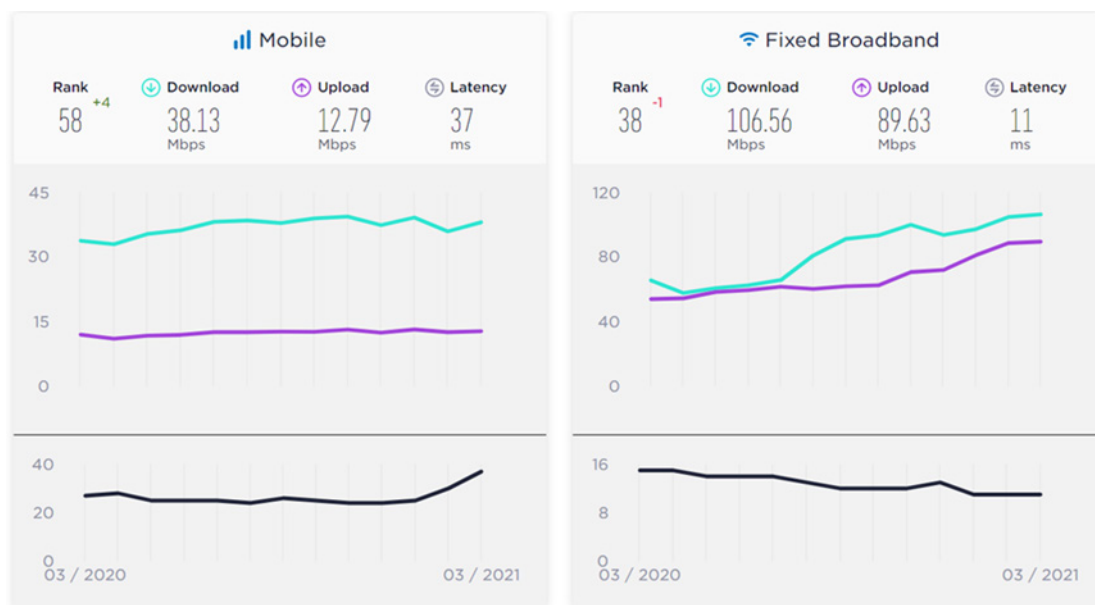 Mobile
Rank Download Upload Latency
58 +4 38.13 12.79 37
Mbps Mbps ms
45
30
15
0
40
20
0
03 / 2020 03 / 2021
Fixed Broadband
Rank Download Upload Latency
38 -1 106.56 89.63 11
Mbps Mbps ms
120
80
40
0
16
8
0
03 / 2020 03 / 2021